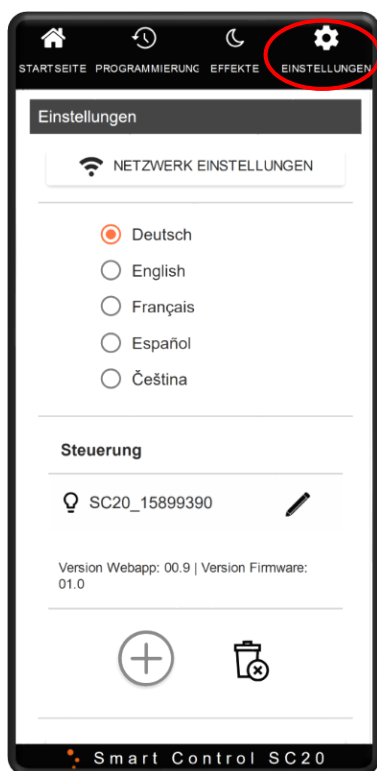 STARTSEITE PROGRAMMIERUNG EFFEKTE EINSTELLUNGEN
Einstellungen
NETZWERK EINSTELLUNGEN
Deutsch
English
Français
Español
Čeština
Steuerung
SC20_15899390
Version Webapp: 00.9 | Version Firmware:
01.0
Smart Control SC20